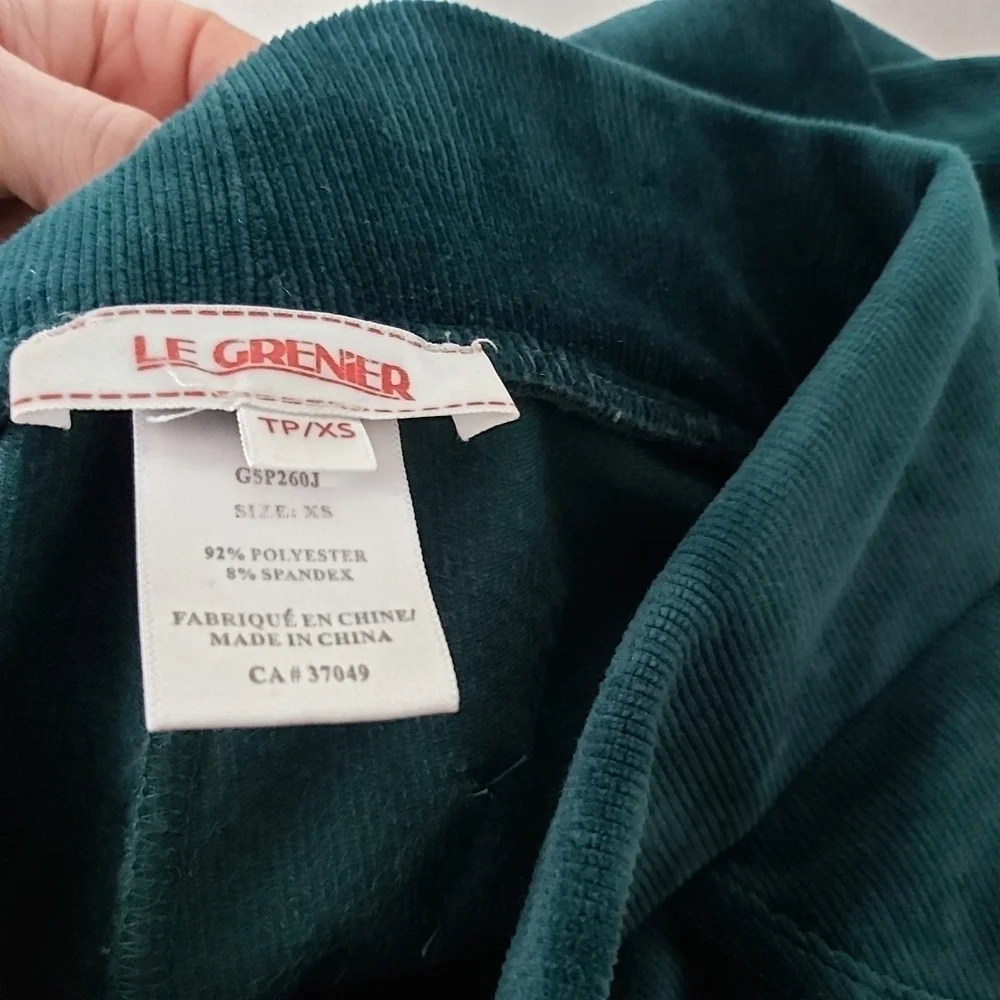 LE GRENiER
TP/XS
G5P260J
SIZE: XS
92% POLYESTER
8% SPANDEX
FABRIQUÉ EN CHINE/
MADE IN CHINA
CA# 37049